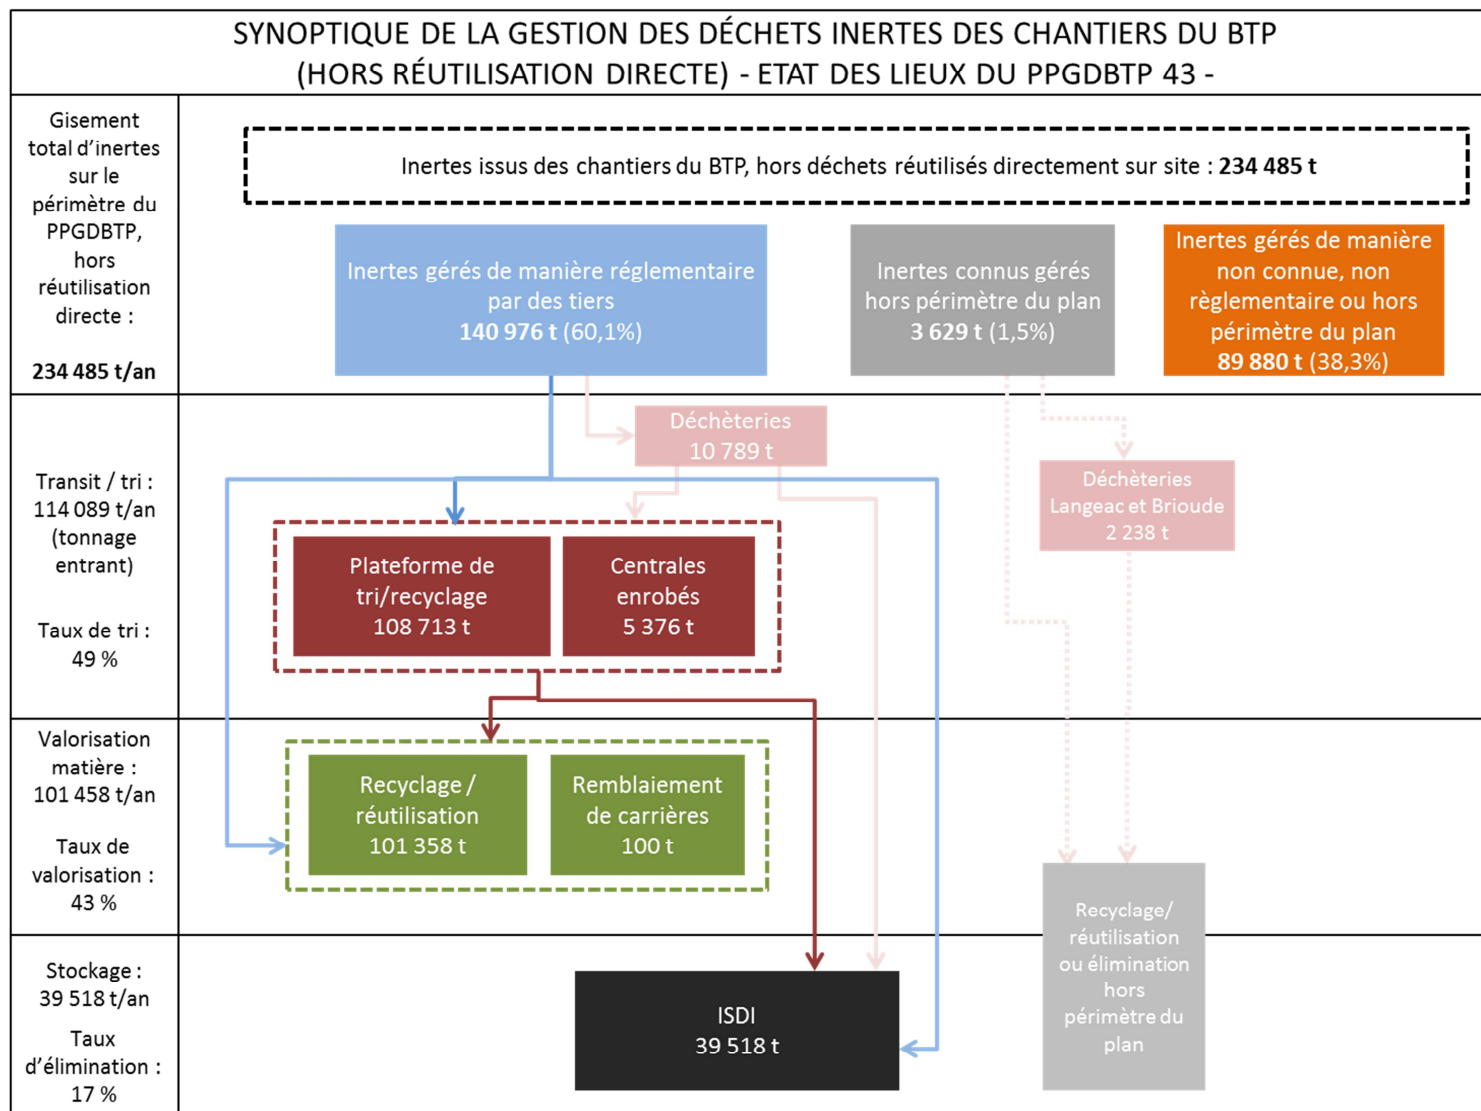 SYNOPTIQUE DE LA GESTION DES DÉCHETS INERTES DES CHANTIERS DU BTP
(HORS RÉUTILISATION DIRECTE) - ETAT DES LIEUX DU PPGDBTP 43 -
Gisement
total d'inertes
sur le
périmètre du
PPGDBTP,
hors
réutilisation
directe :
234 485 t/an
Inertes issus des chantiers du BTP, hors déchets réutilisés directement sur site : 234 485 t
Inertes gérés de manière réglementaire
par des tiers
140 976 t (60,1%)
Inertes connus gérés
hors périmètre du plan
3 629 t (1,5%)
Inertes gérés de manière
non connue, non
règlementaire ou hors
périmètre du plan
89 880 t (38,3%)
Transit / tri :
114 089 t/an
(tonnage
entrant)
Taux de tri :
49 %
Déchèteries
10 789 t
Déchèteries
Langeac et Brioude
2 238 t
Plateforme de
tri/recyclage
108 713 t
Centrales
enrobés
5 376 t
Valorisation
matière :
101 458 t/an
Taux de
valorisation :
43 %
Recyclage /
réutilisation
101 358 t
Remblaiement
de carrières
100 t
Recyclage/
réutilisation
ou élimination
hors
périmètre du
plan
Stockage :
39 518 t/an
Taux
d'élimination :
17 %
ISDI
39 518 t